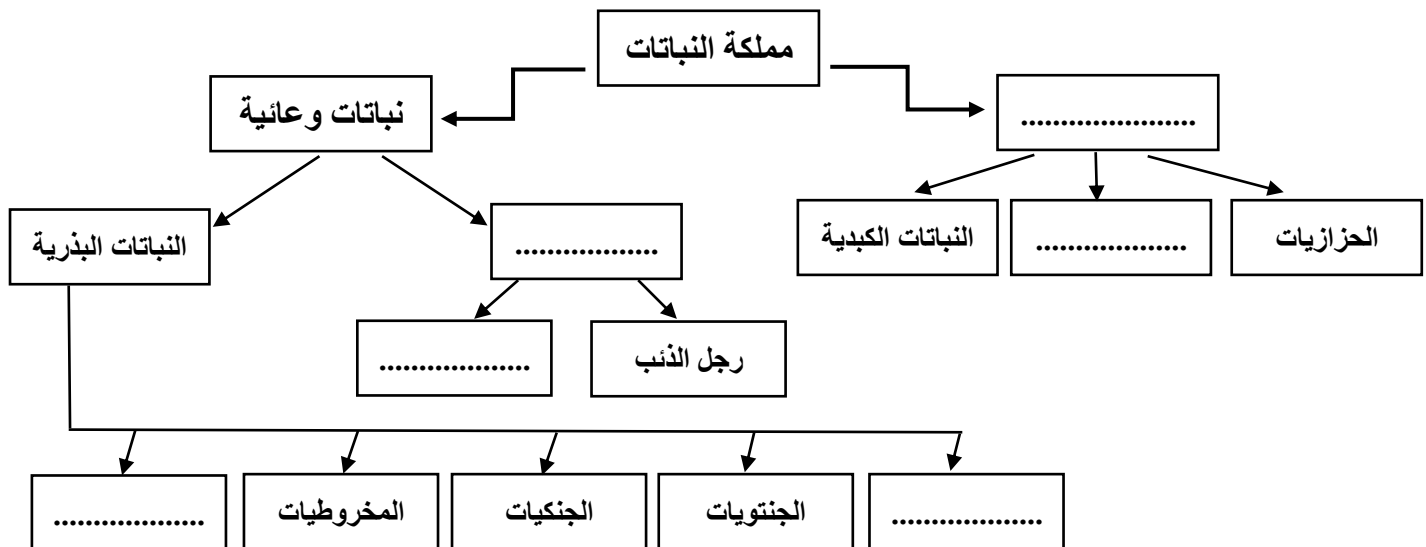 مملكة النباتات
......................
نباتات وعائية
الحزازيات
...................
النباتات الكبدية
..................
النباتات البذرية
رجل الذئب
...................
...................
الجنتويات
الجنكيات
المخروطيات
...................